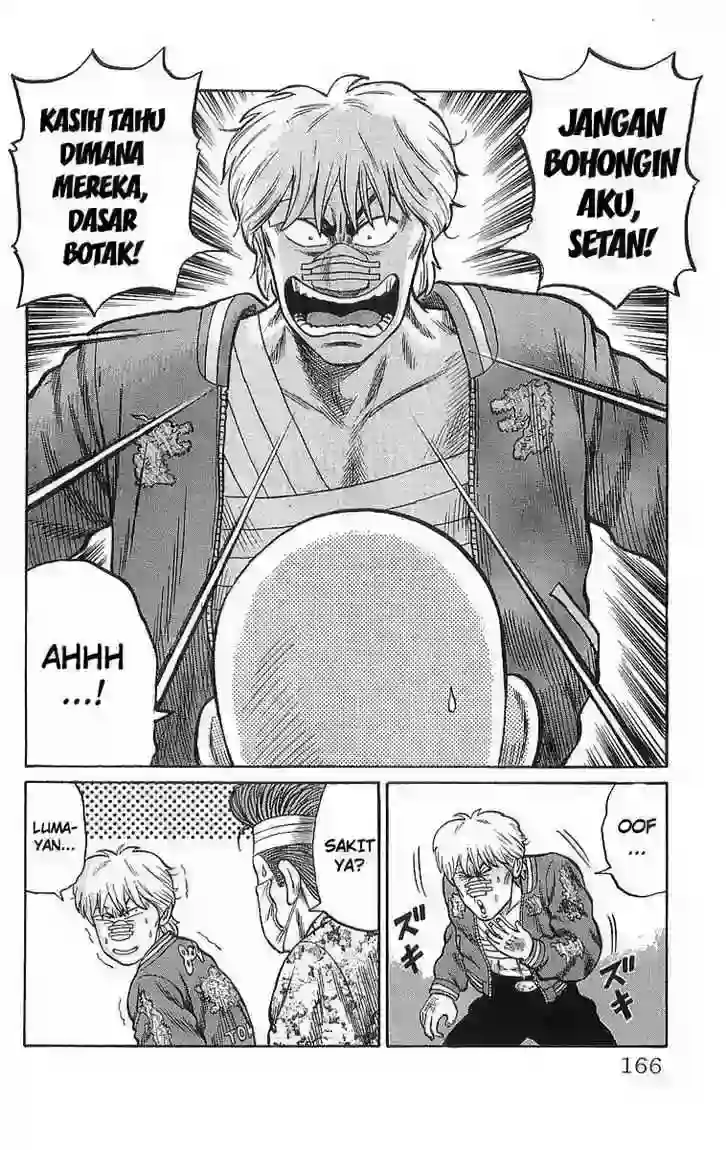 JANGAN
BOHONGIN
AKU,
SETAN!
KASIH TAHU
DIMANA
MEREKA,
DASAR
BOTAK!
AHHH
...!
OOF
...
ズキ
ズキ
SAKIT
YA?
LUMA-
YAN...
TO
166